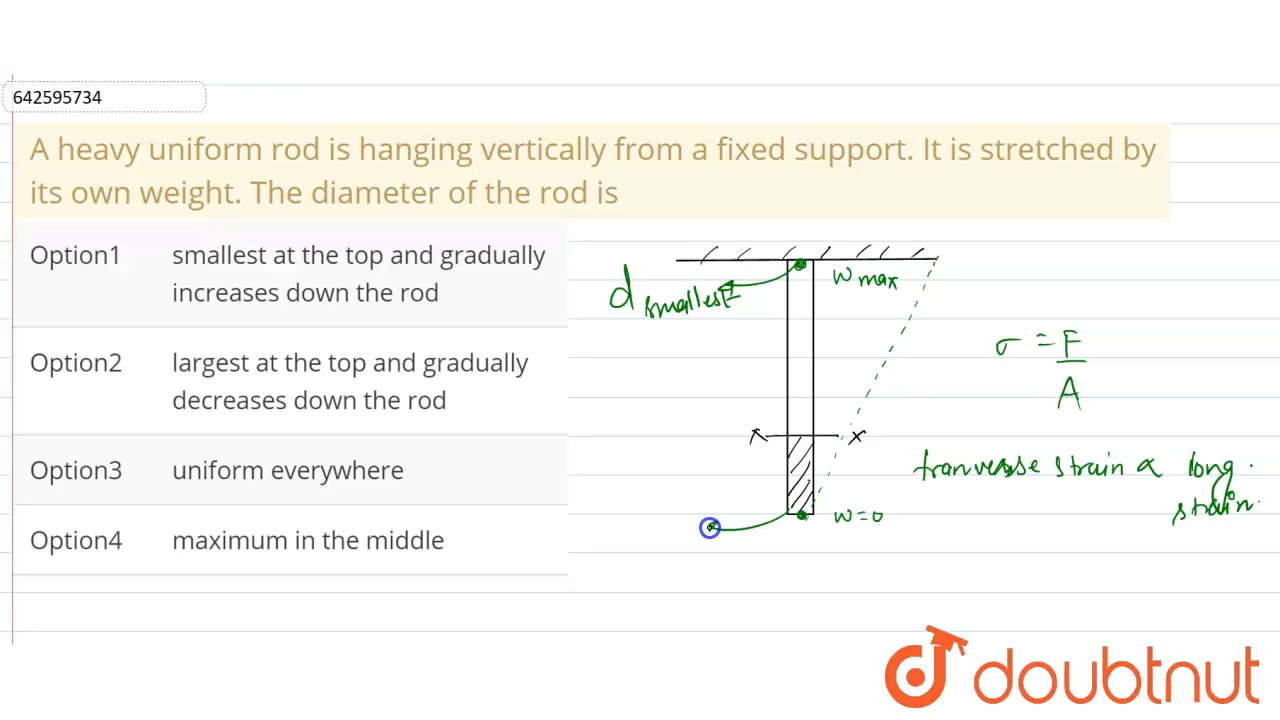 642595734
A heavy uniform rod is hanging vertically from a fixed support. It is stretched by
its own weight. The diameter of the rod is
Option1 smallest at the top and gradually
increases down the rod
Option2 largest at the top and gradually
decreases down the rod
Option3 uniform everywhere
Option4 maximum in the middle
d smallest
w max
σ = F
A
x
tranverse strain ∝ long.
strain
w=0
doubtnut